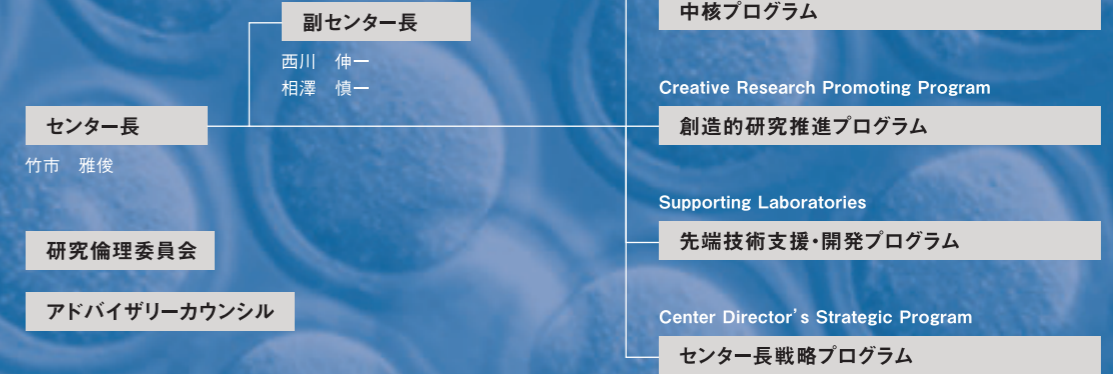 副センター長
西川　伸一
相澤　慎一
センター長
竹市　雅俊
研究倫理委員会
アドバイザリーカウンシル
中核プログラム
Creative Research Promoting Program
創造的研究推進プログラム
Supporting Laboratories
先端技術支援・開発プログラム
Center Director's Strategic Program
センター長戦略プログラム